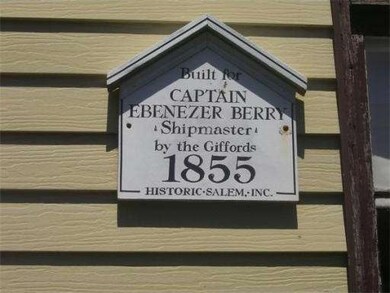 Built for
CAPTAIN
EBENEZER BERRY
Shipmaster
by the Giffords
1855
HISTORIC·SALEM,·INC.